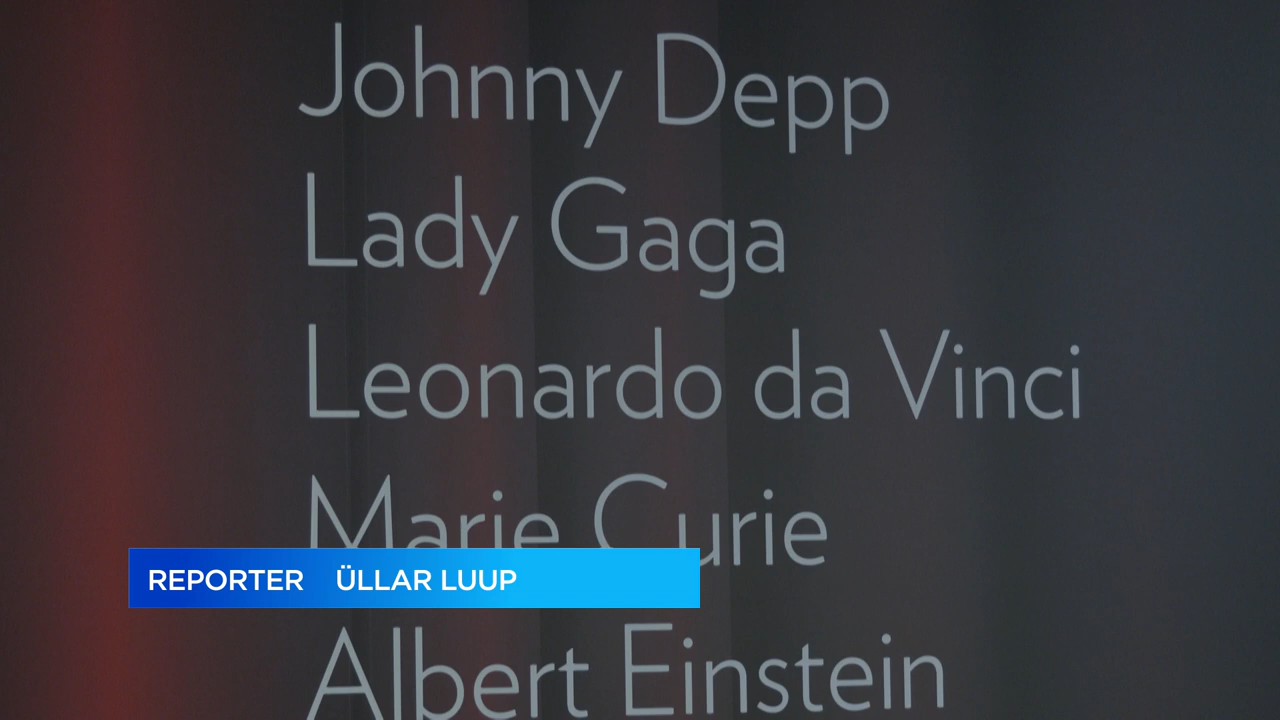 Johnny Depp
Lady Gaga
Leonardo da Vinci
Marie Curie
REPORTER ÜLLAR LUUP
Albert Einstein